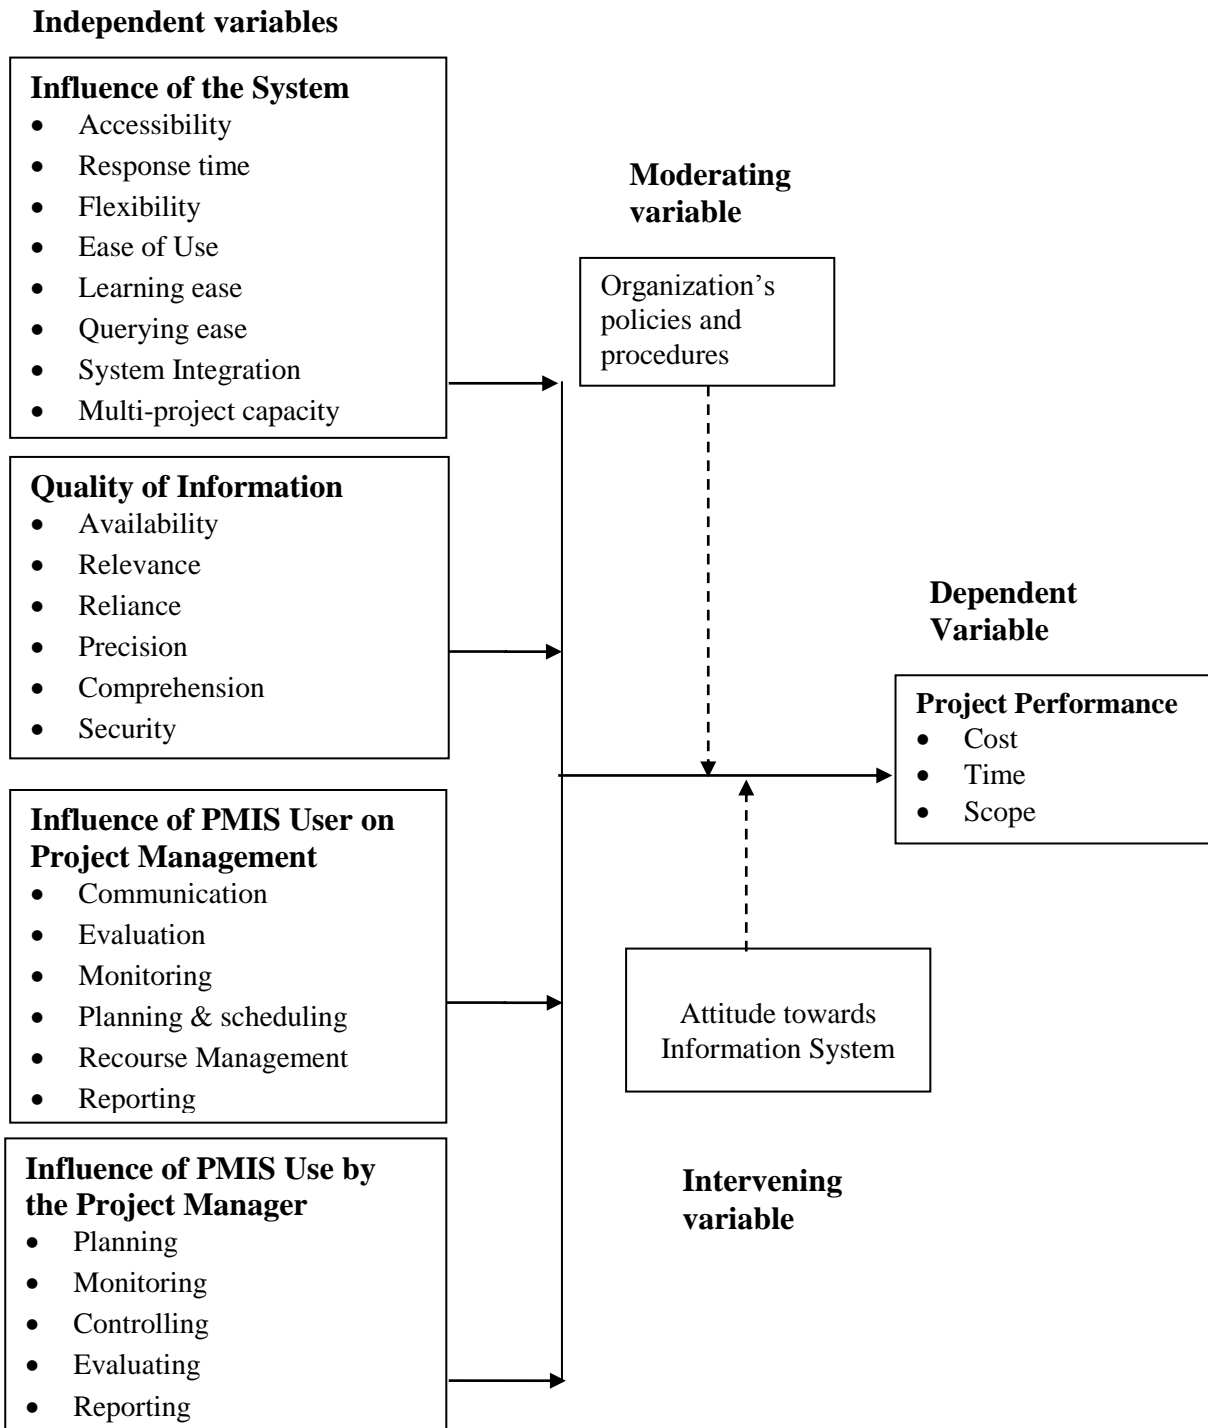 Independent variables
Influence of the System
• Accessibility
• Response time
• Flexibility
• Ease of Use
• Learning ease
• Querying ease
• System Integration
• Multi-project capacity
Quality of Information
• Availability
• Relevance
• Reliance
• Precision
• Comprehension
• Security
Influence of PMIS User on
Project Management
• Communication
• Evaluation
• Monitoring
• Planning & scheduling
• Recourse Management
• Reporting
Influence of PMIS Use by
the Project Manager
• Planning
• Monitoring
• Controlling
• Evaluating
• Reporting
Moderating
variable
Organization’s
policies and
procedures
Attitude towards
Information System
Intervening
variable
Dependent
Variable
Project Performance
• Cost
• Time
• Scope